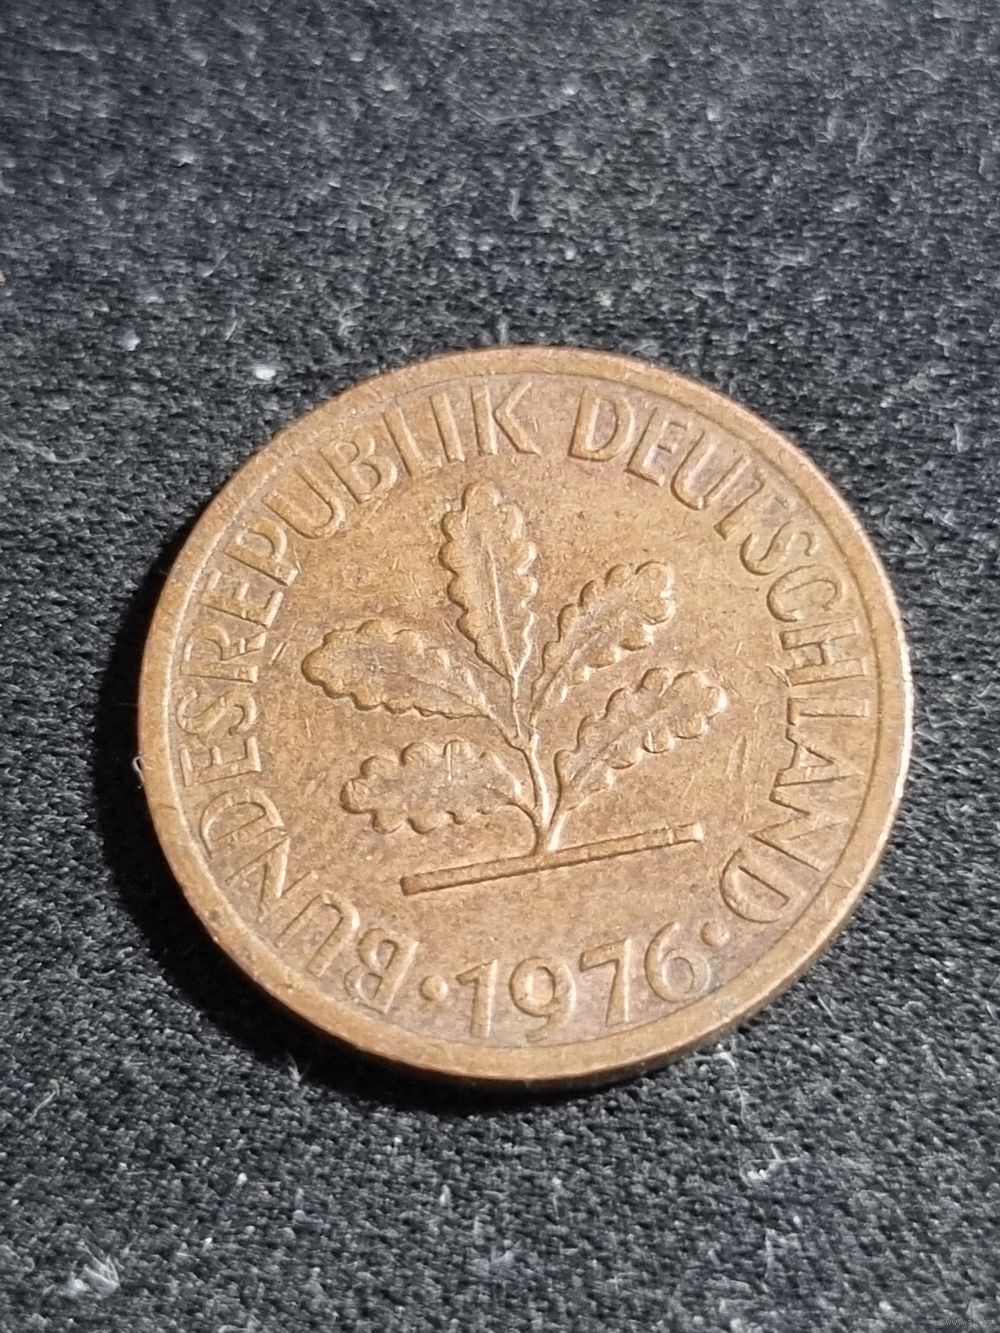 BUNDESREPUBLIK DEUTSCHLAND
· 1976 ·